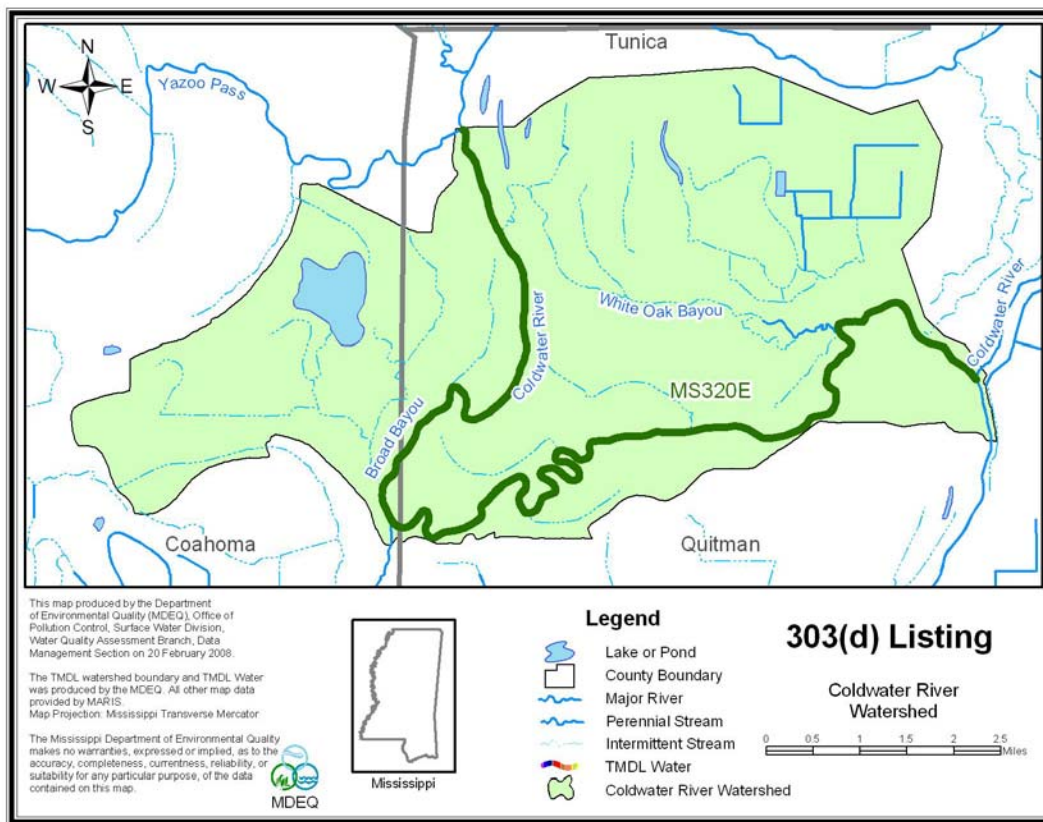 Tunica
N
W E
S
Yazoo Pass
Coldwater River
White Oak Bayou
Coldwater River
MS320E
Broad Bayou
Coahoma
Quitman
This map produced by the Department
of Environmental Quality (MDEQ), Office of
Pollution Control, Surface Water Division,
Water Quality Assessment Branch, Data
Management Section on 20 February 2008.
The TMDL watershed boundary and TMDL Water
was produced by the MDEQ. All other map data
provided by MARIS.
Map Projection: Mississippi Transverse Mercator
The Mississippi Department of Environmental Quality
makes no warranties, expressed or implied, as to the
accuracy, completeness, currentness, reliability, or
suitability for any particular purpose, of the data
contained on this map.
MDEQ
Mississippi
Legend
Lake or Pond
County Boundary
Major River
Perennial Stream
Intermittent Stream
TMDL Water
Coldwater River Watershed
303(d) Listing
Coldwater River
Watershed
0 0.5 1 1.5 2 2.5
Miles